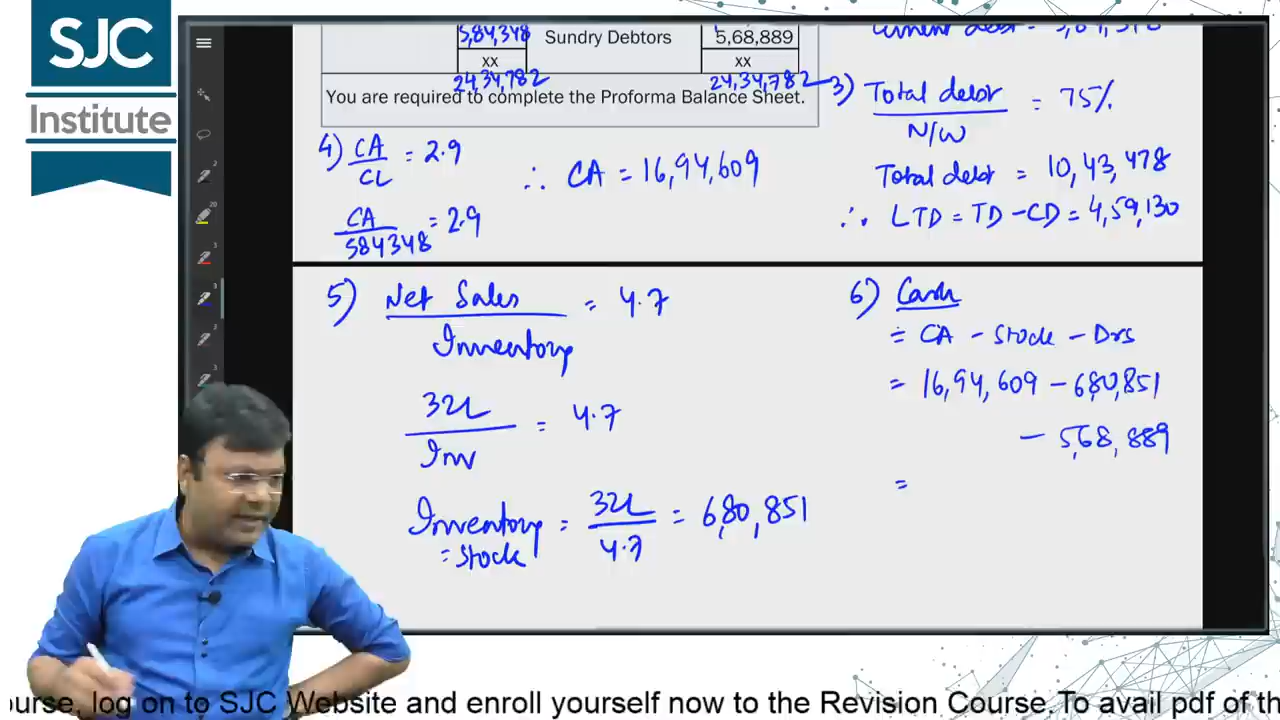 SJC
Institute
5,84,348 Sundry Debtors 5,68,889
xx xx
24,34,782 24,34,782
You are required to complete the Proforma Balance Sheet.
3) Total debt / N/W = 75%
Total debt = 10,43,478
∴ LTD = TD - CD = 4,59,130
4) CA / CL = 2.9
∴ CA = 16,94,609
CA / 584348 = 2.9
5) Net Sales / Inventory = 4.7
32L / Inv = 4.7
Inventory = 32L / 4.7 = 6,80,851
= Stock
6) Cash
= CA - Stock - Drs
= 16,94,609 - 680,851
- 5,68,889
=
ourse, log on to SJC Website and enroll yourself now to the Revision Course.To avail pdf of th